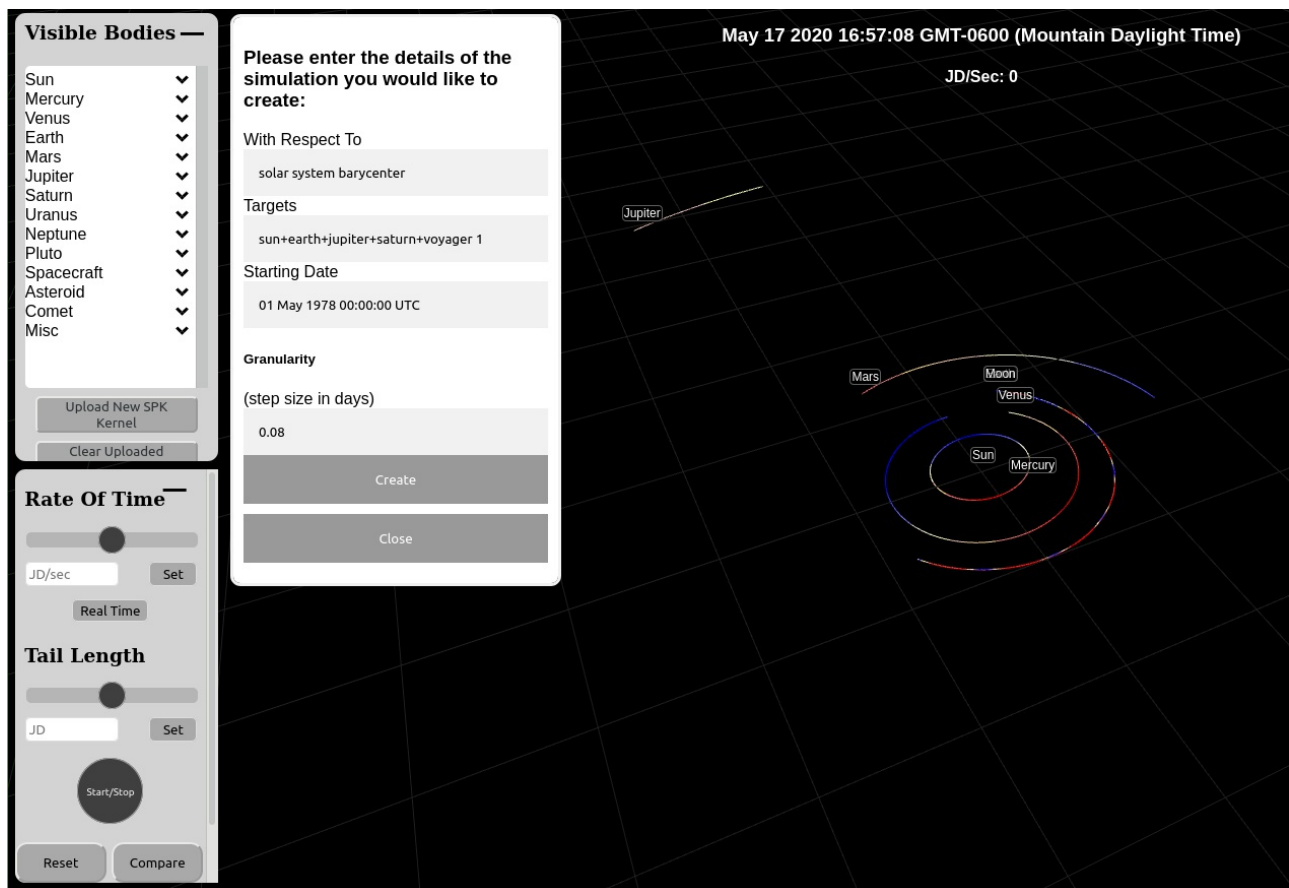 Visible Bodies
Sun
Mercury
Venus
Earth
Mars
Jupiter
Saturn
Uranus
Neptune
Pluto
Spacecraft
Asteroid
Comet
Misc
Upload New SPK
Kernel
Clear Uploaded
Rate Of Time
JD/sec
Set
Real Time
Tail Length
JD
Set
Start/Stop
Reset
Compare
Please enter the details of the
simulation you would like to
create:
With Respect To
solar system barycenter
Targets
sun+earth+jupiter+saturn+voyager 1
Starting Date
01 May 1978 00:00:00 UTC
Granularity
(step size in days)
0.08
Create
Close
May 17 2020 16:57:08 GMT-0600 (Mountain Daylight Time)
JD/Sec: 0
Jupiter
Mars
Moon
Venus
Sun
Mercury